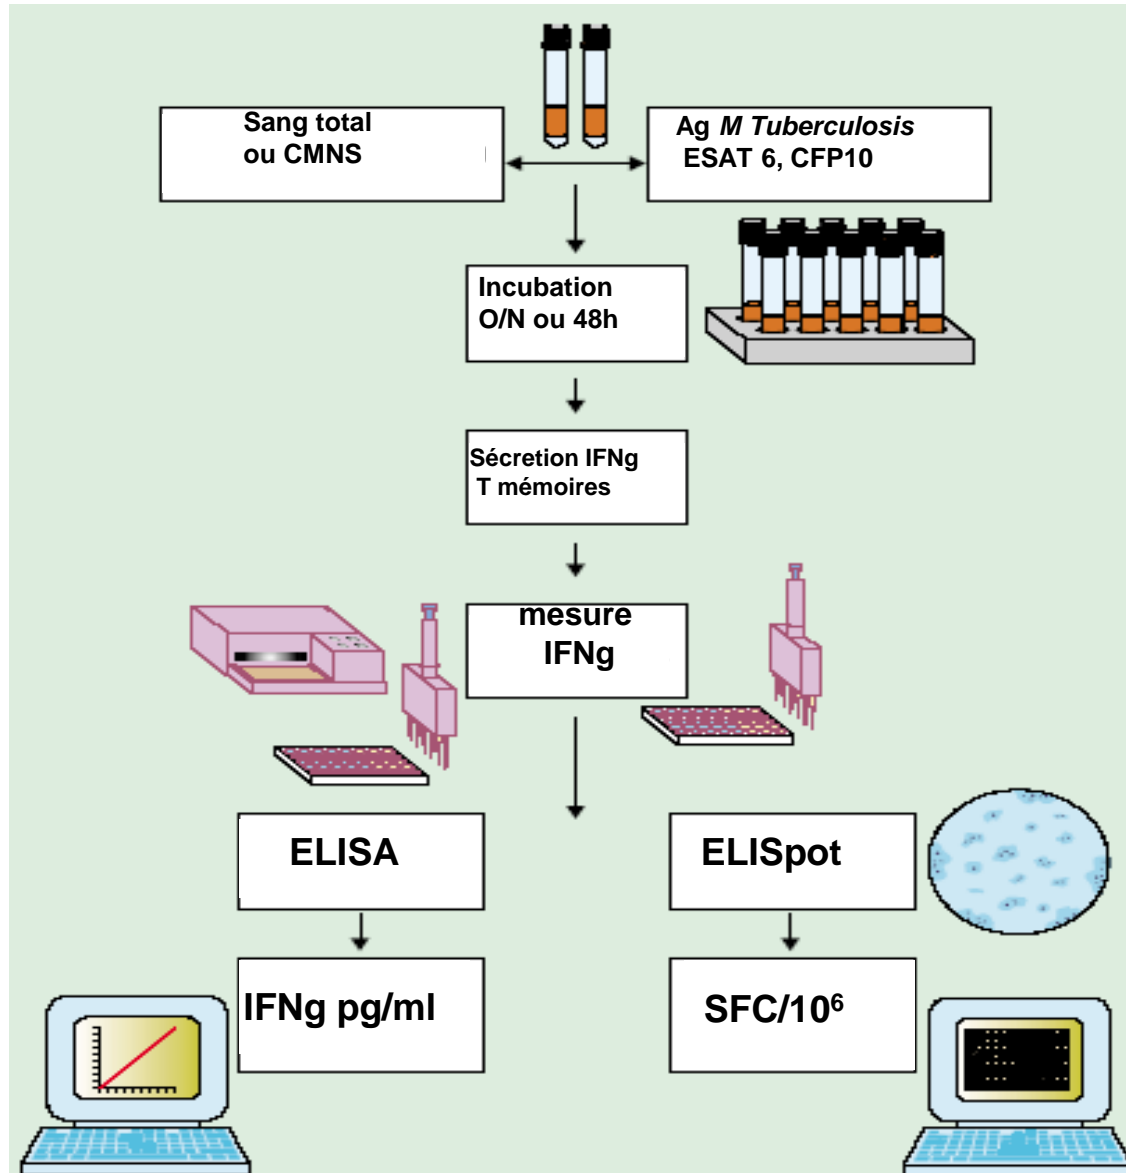 Sang total
ou CMNS
Ag M Tuberculosis
ESAT 6, CFP10
Incubation
O/N ou 48h
Sécretion IFNg
T mémoires
mesure
IFNg
ELISA
ELISpot
IFNg pg/ml
SFC/10⁶